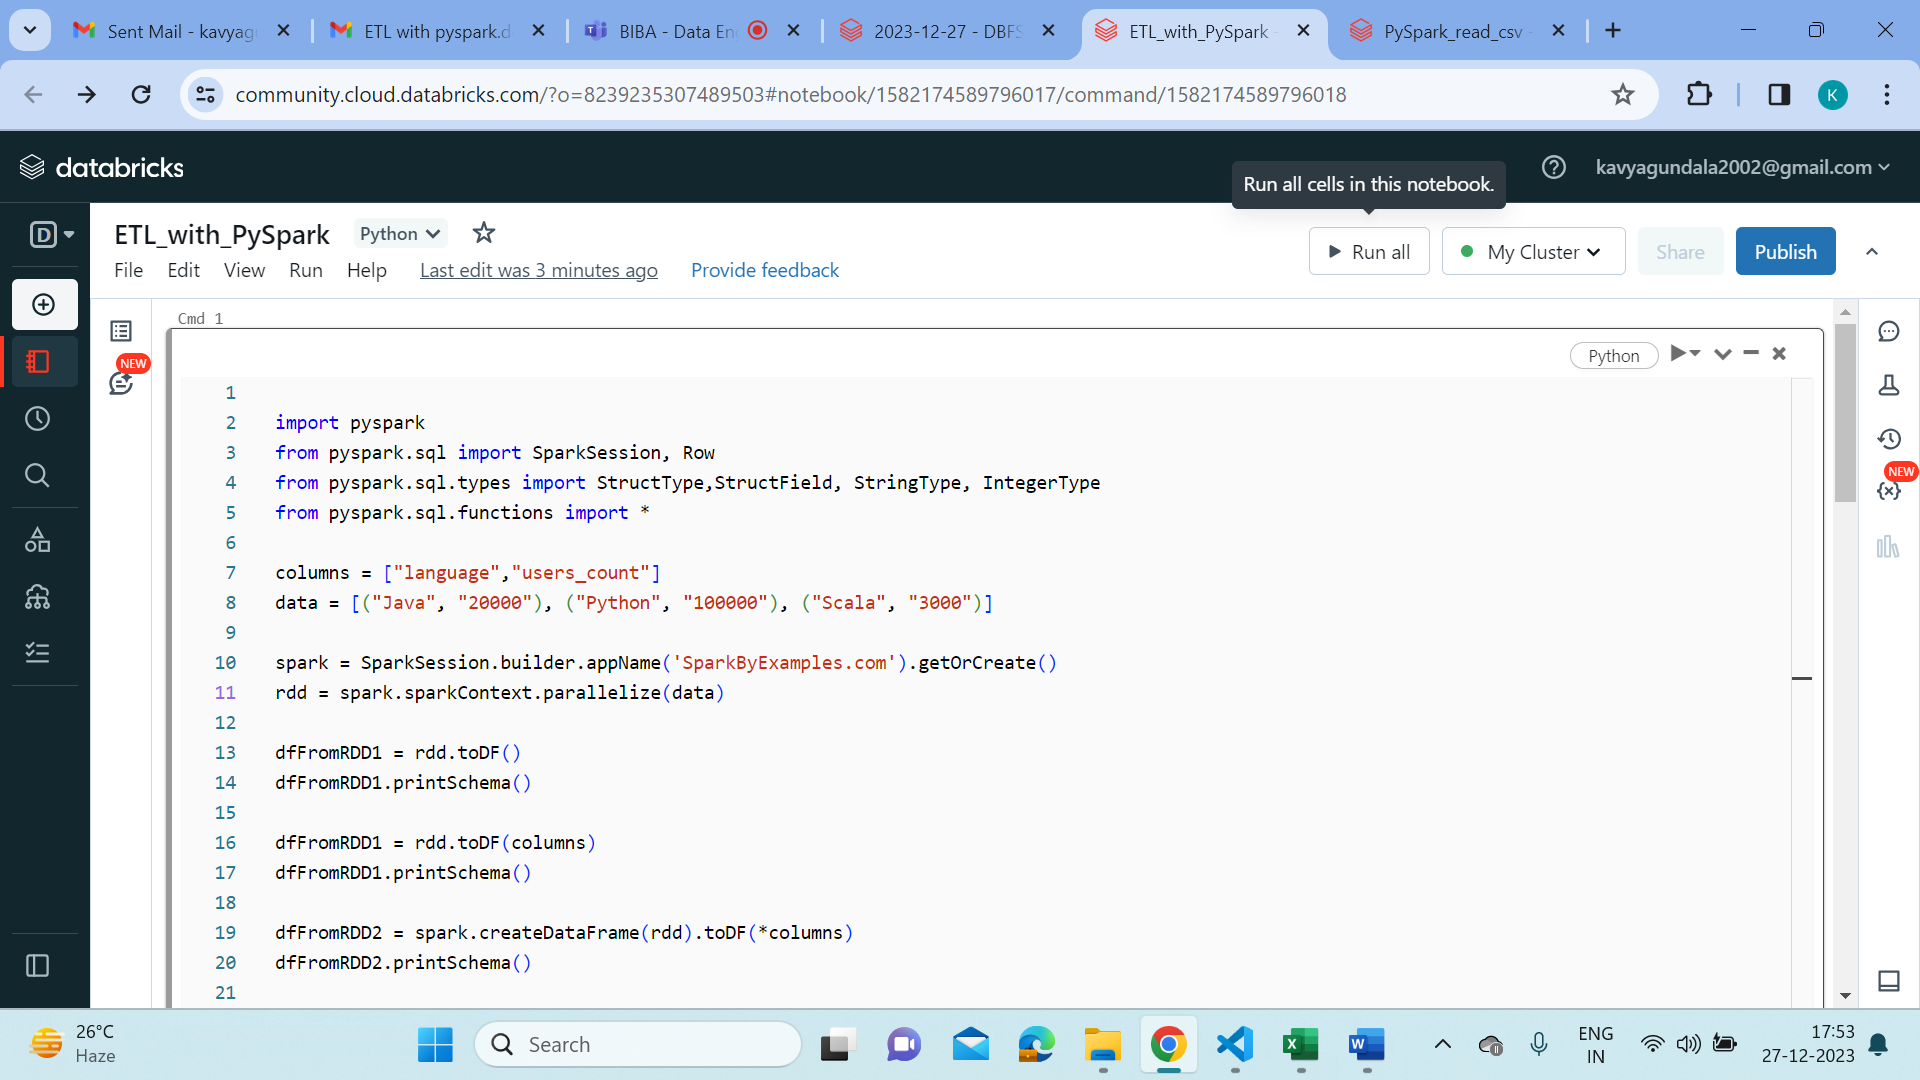 Sent Mail - kavyag
ETL with pyspark.d
BIBA - Data En
2023-12-27 - DBFS
ETL_with_PySpark -
PySpark_read_csv -
community.cloud.databricks.com/?o=8239235307489503#notebook/1582174589796017/command/1582174589796018
K
databricks
Run all cells in this notebook.
kavyagundala2002@gmail.com
D
ETL_with_PySpark
Python
File Edit View Run Help Last edit was 3 minutes ago Provide feedback
Run all
My Cluster
Share
Publish
NEW
Cmd 1
Python
NEW
1
2 import pyspark
3 from pyspark.sql import SparkSession, Row
4 from pyspark.sql.types import StructType,StructField, StringType, IntegerType
5 from pyspark.sql.functions import *
6
7 columns = ["language","users_count"]
8 data = [("Java", "20000"), ("Python", "100000"), ("Scala", "3000")]
9
10 spark = SparkSession.builder.appName('SparkByExamples.com').getOrCreate()
11 rdd = spark.sparkContext.parallelize(data)
12
13 dfFromRDD1 = rdd.toDF()
14 dfFromRDD1.printSchema()
15
16 dfFromRDD1 = rdd.toDF(columns)
17 dfFromRDD1.printSchema()
18
19 dfFromRDD2 = spark.createDataFrame(rdd).toDF(*columns)
20 dfFromRDD2.printSchema()
21
26°C
Haze
Search
X
W
ENG
IN
17:53
27-12-2023